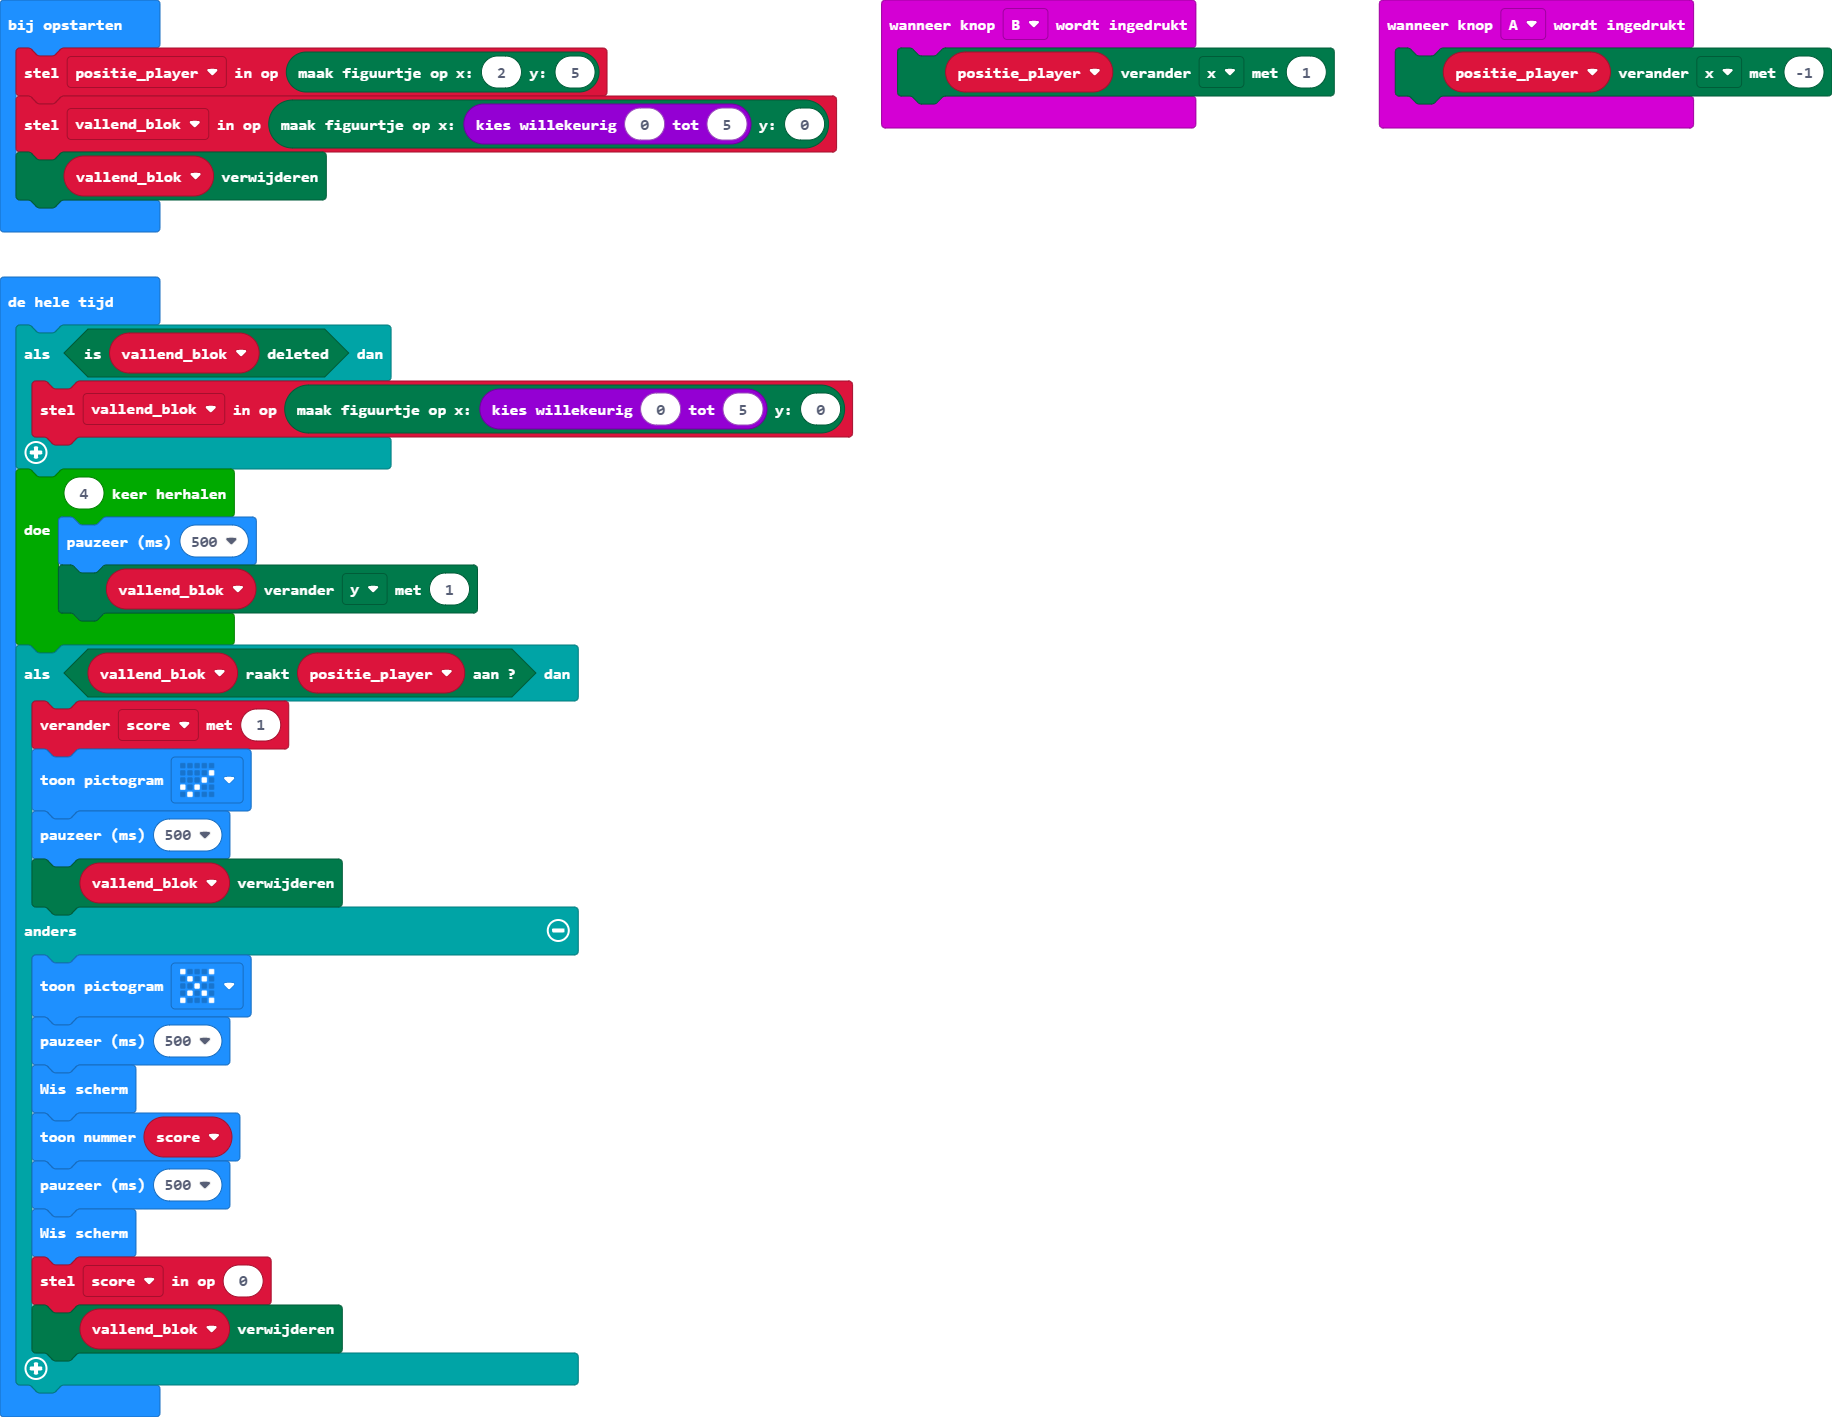 bij opstarten
stel positie_player in op maak figuurtje op x: 2 y: 5
stel vallend_blok in op maak figuurtje op x: kies willekeurig 0 tot 5 y: 0
vallend_blok verwijderen
wanneer knop B wordt ingedrukt
positie_player verander x met 1
wanneer knop A wordt ingedrukt
positie_player verander x met -1
de hele tijd
als is vallend_blok deleted dan
stel vallend_blok in op maak figuurtje op x: kies willekeurig 0 tot 5 y: 0
4 keer herhalen
doe
pauzeer (ms) 500
vallend_blok verander y met 1
als vallend_blok raakt positie_player aan ? dan
verander score met 1
toon pictogram
pauzeer (ms) 500
vallend_blok verwijderen
anders
toon pictogram
pauzeer (ms) 500
Wis scherm
toon nummer score
pauzeer (ms) 500
Wis scherm
stel score in op 0
vallend_blok verwijderen